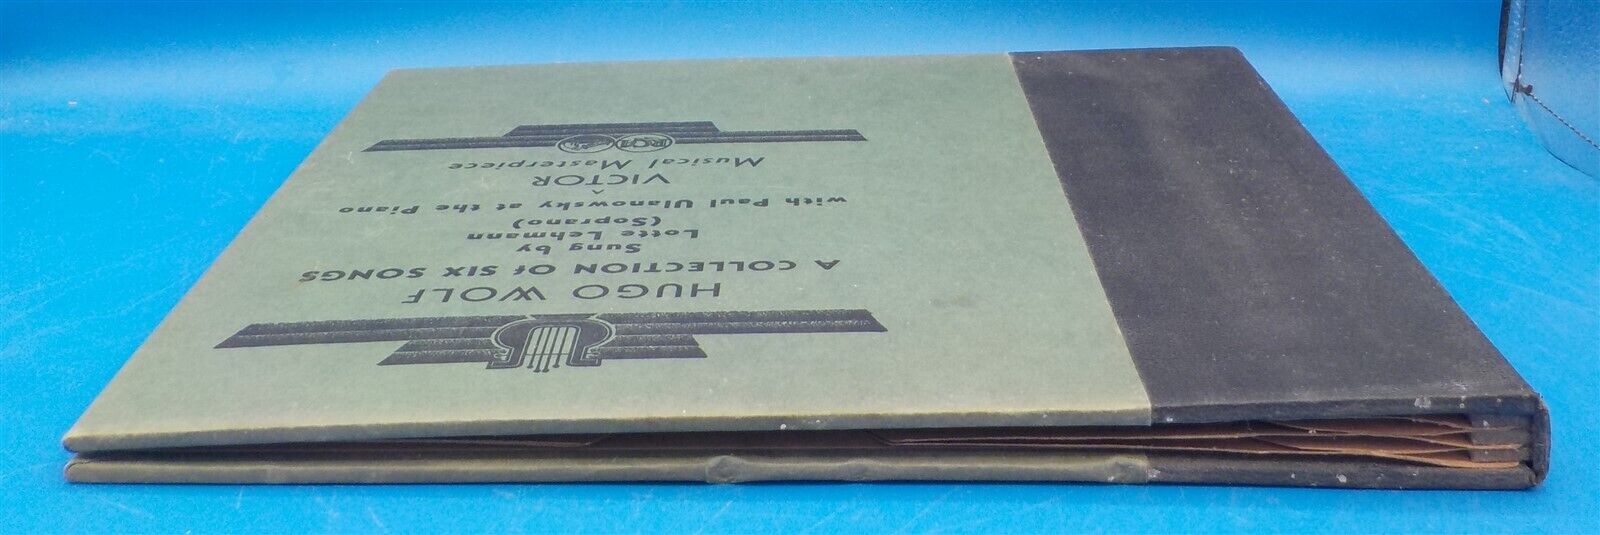 HUGO WOLF
A COLLECTION Of SIX SONGS
Sung by
Lotte Lehmann
(Soprano)
with Paul Ulanowsky at the Piano
A
VICTOR
Musical Masterpiece
RCA